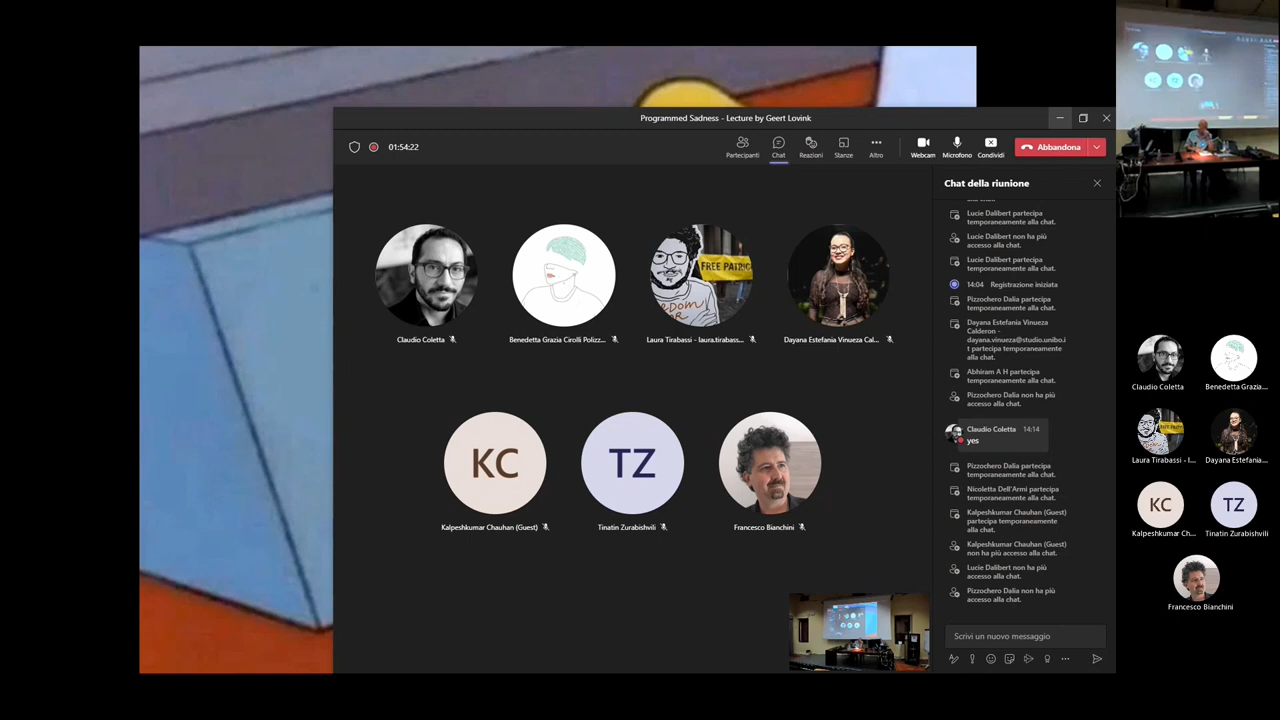 Programmed Sadness - Lecture by Geert Lovink
01:54:22
Partecipanti
Chat
Reazioni
Stanze
Altro
Webcam
Microfono
Condividi
Abbandona
Chat della riunione
Lucie Dalibert partecipa
temporaneamente alla chat.
Lucie Dalibert non ha più
accesso alla chat.
Lucie Dalibert partecipa
temporaneamente alla chat.
14:04 Registrazione iniziata
Pizzochero Dalia partecipa
temporaneamente alla chat.
Dayana Estefania Vinueza
Calderon -
dayana.vinueza@studio.unibo.i
t partecipa temporaneamente
alla chat.
Abhiram A H partecipa
temporaneamente alla chat.
Pizzochero Dalia non ha più
accesso alla chat.
Claudio Coletta 14:14
yes
Pizzochero Dalia partecipa
temporaneamente alla chat.
Nicoletta Dell'Armi partecipa
temporaneamente alla chat.
Kalpeshkumar Chauhan (Guest)
partecipa temporaneamente
alla chat.
Kalpeshkumar Chauhan (Guest)
non ha più accesso alla chat.
Lucie Dalibert non ha più
accesso alla chat.
Pizzochero Dalia non ha più
accesso alla chat.
Scrivi un nuovo messaggio
FREE PATRIC
Claudio Coletta
Benedetta Grazia Cirolli Polizz...
Laura Tirabassi - laura.tirabass...
Dayana Estefania Vinueza Cal...
KC
TZ
Kalpeshkumar Chauhan (Guest)
Tinatin Zurabishvili
Francesco Bianchini
Claudio Coletta
Benedetta Grazia...
Laura Tirabassi - l...
Dayana Estefania...
KC
TZ
Kalpeshkumar Ch...
Tinatin Zurabishvili
Francesco Bianchini